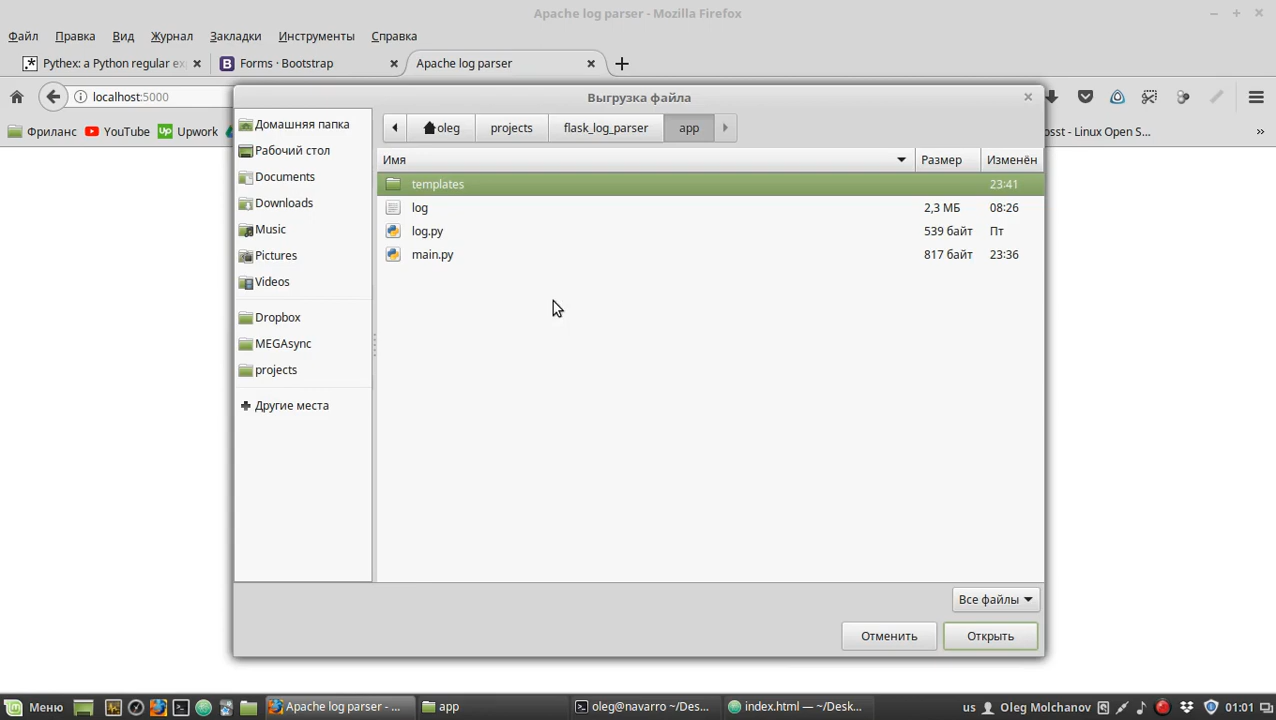 Apache log parser - Mozilla Firefox
Файл Правка Вид Журнал Закладки Инструменты Справка
Pythex: a Python regular ex Forms · Bootstrap Apache log parser
localhost:5000
Фриланс YouTube Upwork osst - Linux Open S... »
Выгрузка файла
oleg projects flask_log_parser app
Домашняя папка
Рабочий стол
Documents
Downloads
Music
Pictures
Videos
Dropbox
MEGAsync
projects
Другие места
Имя Размер Изменён
templates 23:41
log 2,3 МБ 08:26
log.py 539 байт Пт
main.py 817 байт 23:36
Все файлы
Отменить Открыть
Меню Apache log parser - ... app oleg@navarro ~/Des... index.html — ~/Desk... us Oleg Molchanov 01:01